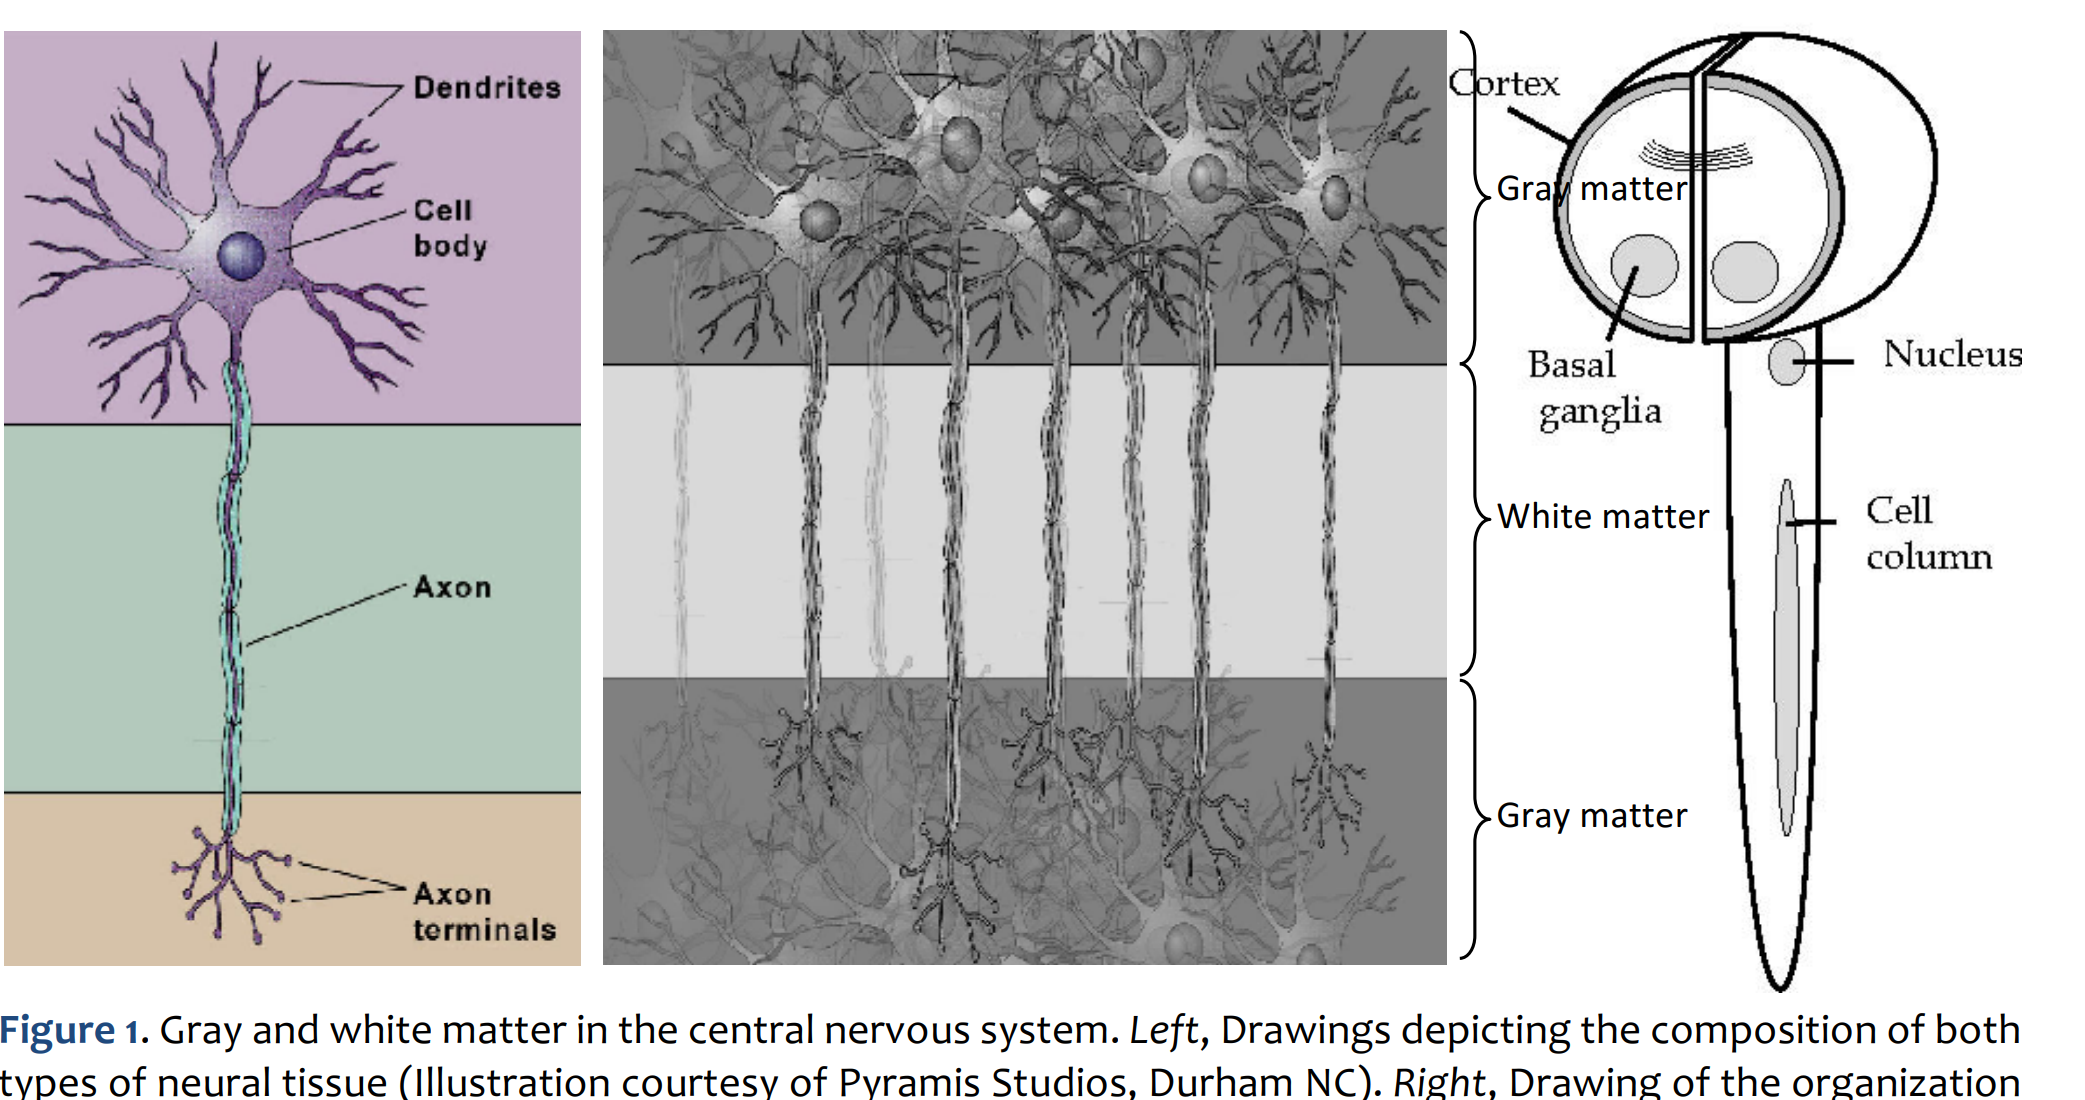 Dendrites
Cell
body
Axon
Axon
terminals
Gray matter
White matter
Gray matter
Cortex
Basal
ganglia
Nucleus
Cell
column
Figure 1. Gray and white matter in the central nervous system. Left, Drawings depicting the composition of both
types of neural tissue (Illustration courtesy of Pyramis Studios, Durham NC). Right, Drawing of the organization